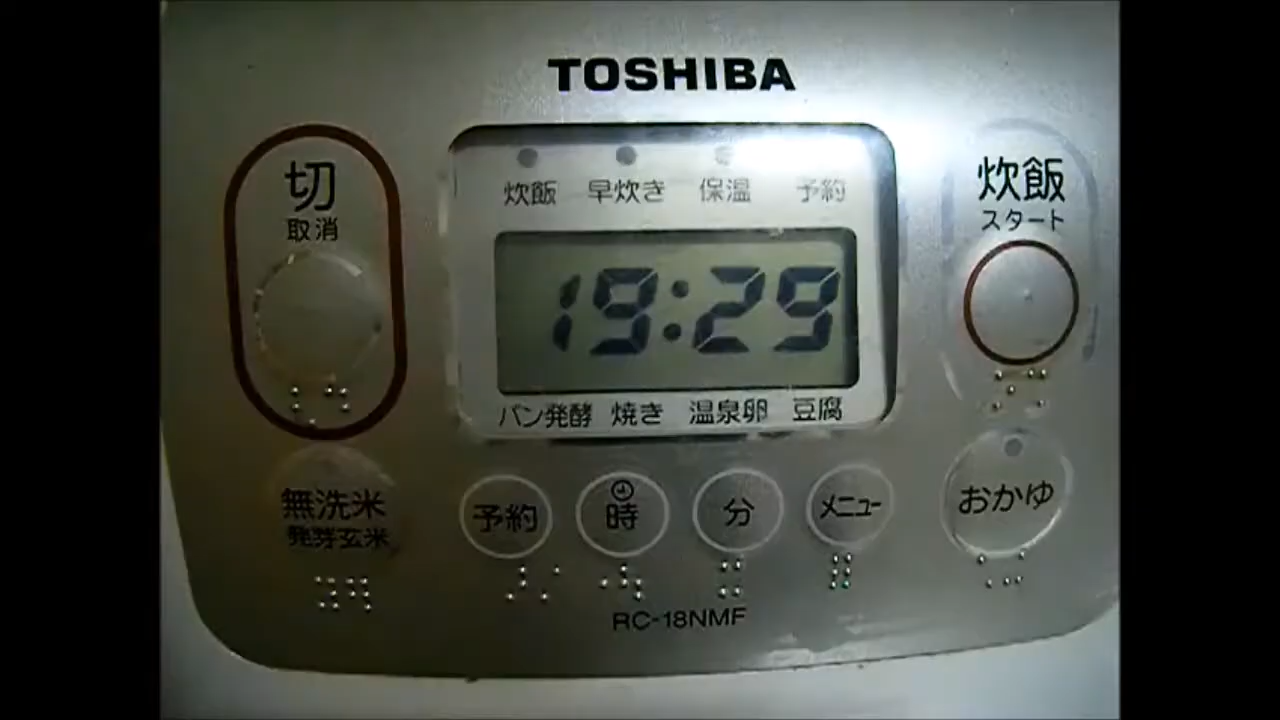 TOSHIBA
切
取消
炊飯 早炊き 保温 予約
炊飯
スタート
19:29
パン発酵 焼き 温泉卵 豆腐
無洗米
発芽玄米
予約
時
分
メニュー
おかゆ
RC-18NMF